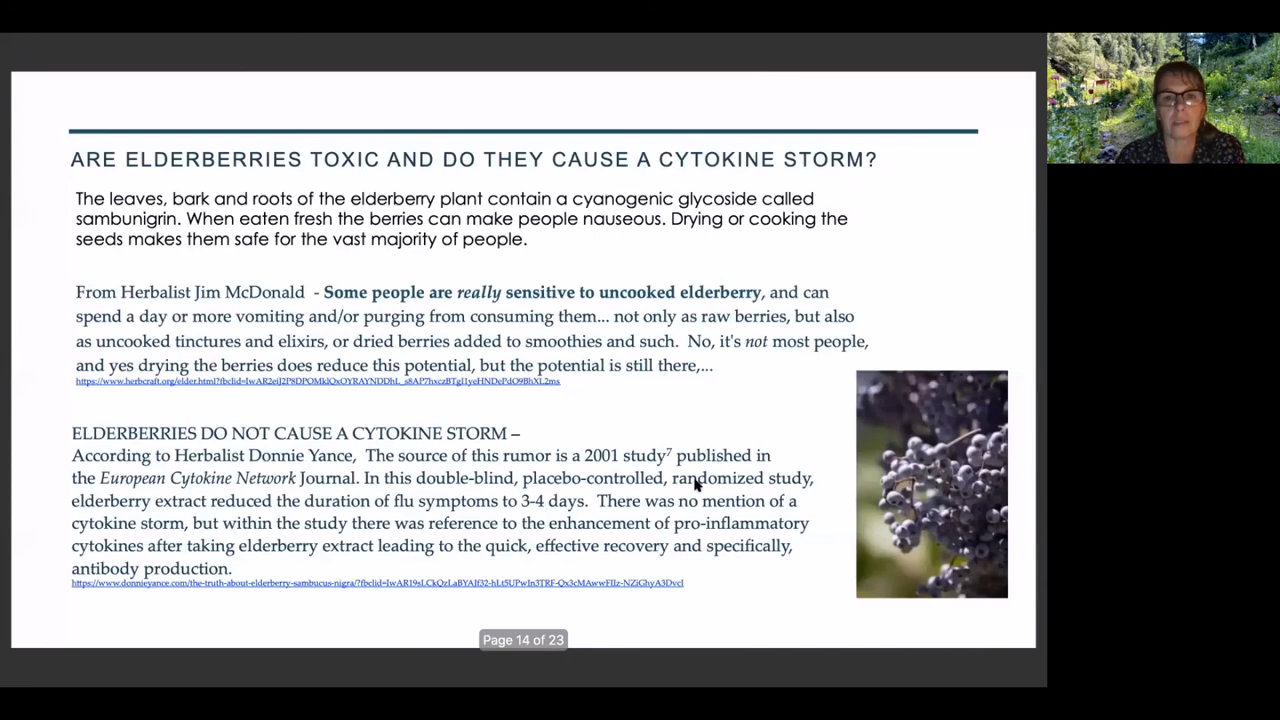 ARE ELDERBERRIES TOXIC AND DO THEY CAUSE A CYTOKINE STORM?
The leaves, bark and roots of the elderberry plant contain a cyanogenic glycoside called
sambunigrin. When eaten fresh the berries can make people nauseous. Drying or cooking the
seeds makes them safe for the vast majority of people.
From Herbalist Jim McDonald - Some people are really sensitive to uncooked elderberry, and can
spend a day or more vomiting and/or purging from consuming them... not only as raw berries, but also
as uncooked tinctures and elixirs, or dried berries added to smoothies and such. No, it's not most people,
and yes drying the berries does reduce this potential, but the potential is still there,...
ELDERBERRIES DO NOT CAUSE A CYTOKINE STORM –
According to Herbalist Donnie Yance, The source of this rumor is a 2001 study⁷ published in
the European Cytokine Network Journal. In this double-blind, placebo-controlled, randomized study,
elderberry extract reduced the duration of flu symptoms to 3-4 days. There was no mention of a
cytokine storm, but within the study there was reference to the enhancement of pro-inflammatory
cytokines after taking elderberry extract leading to the quick, effective recovery and specifically,
antibody production.
Page 14 of 23